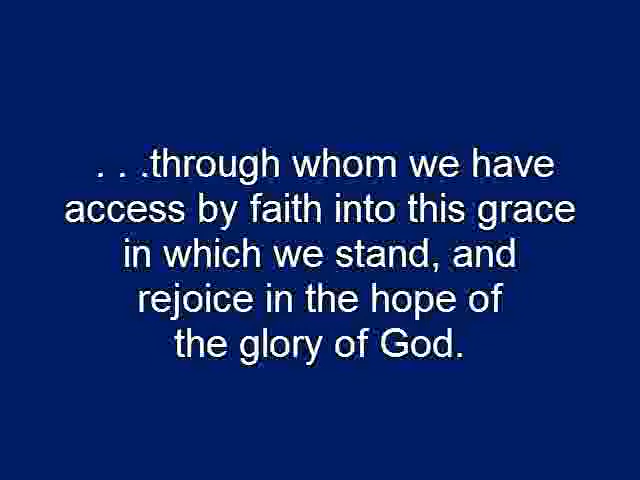 . . .through whom we have
access by faith into this grace
in which we stand, and
rejoice in the hope of
the glory of God.